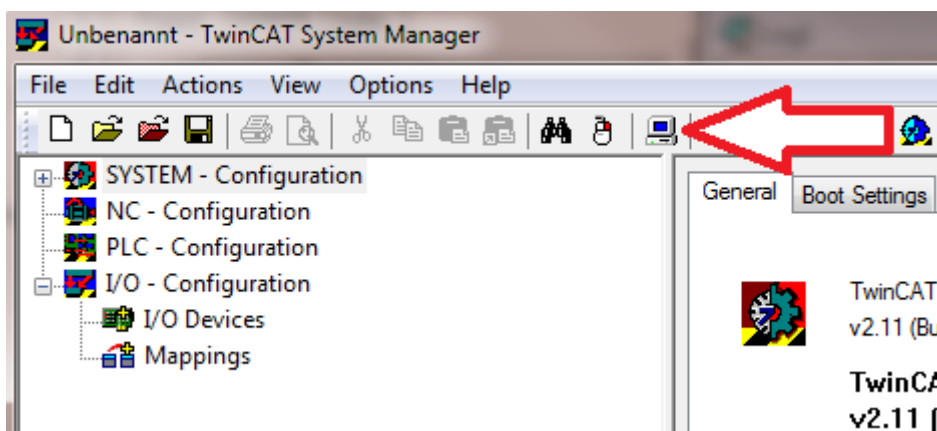 Unbenannt - TwinCAT System Manager
File Edit Actions View Options Help
SYSTEM - Configuration
NC - Configuration
PLC - Configuration
I/O - Configuration
I/O Devices
Mappings
General Boot Settings
TwinCAT
v2.11 (Bu
TwinCA
v2.11 (